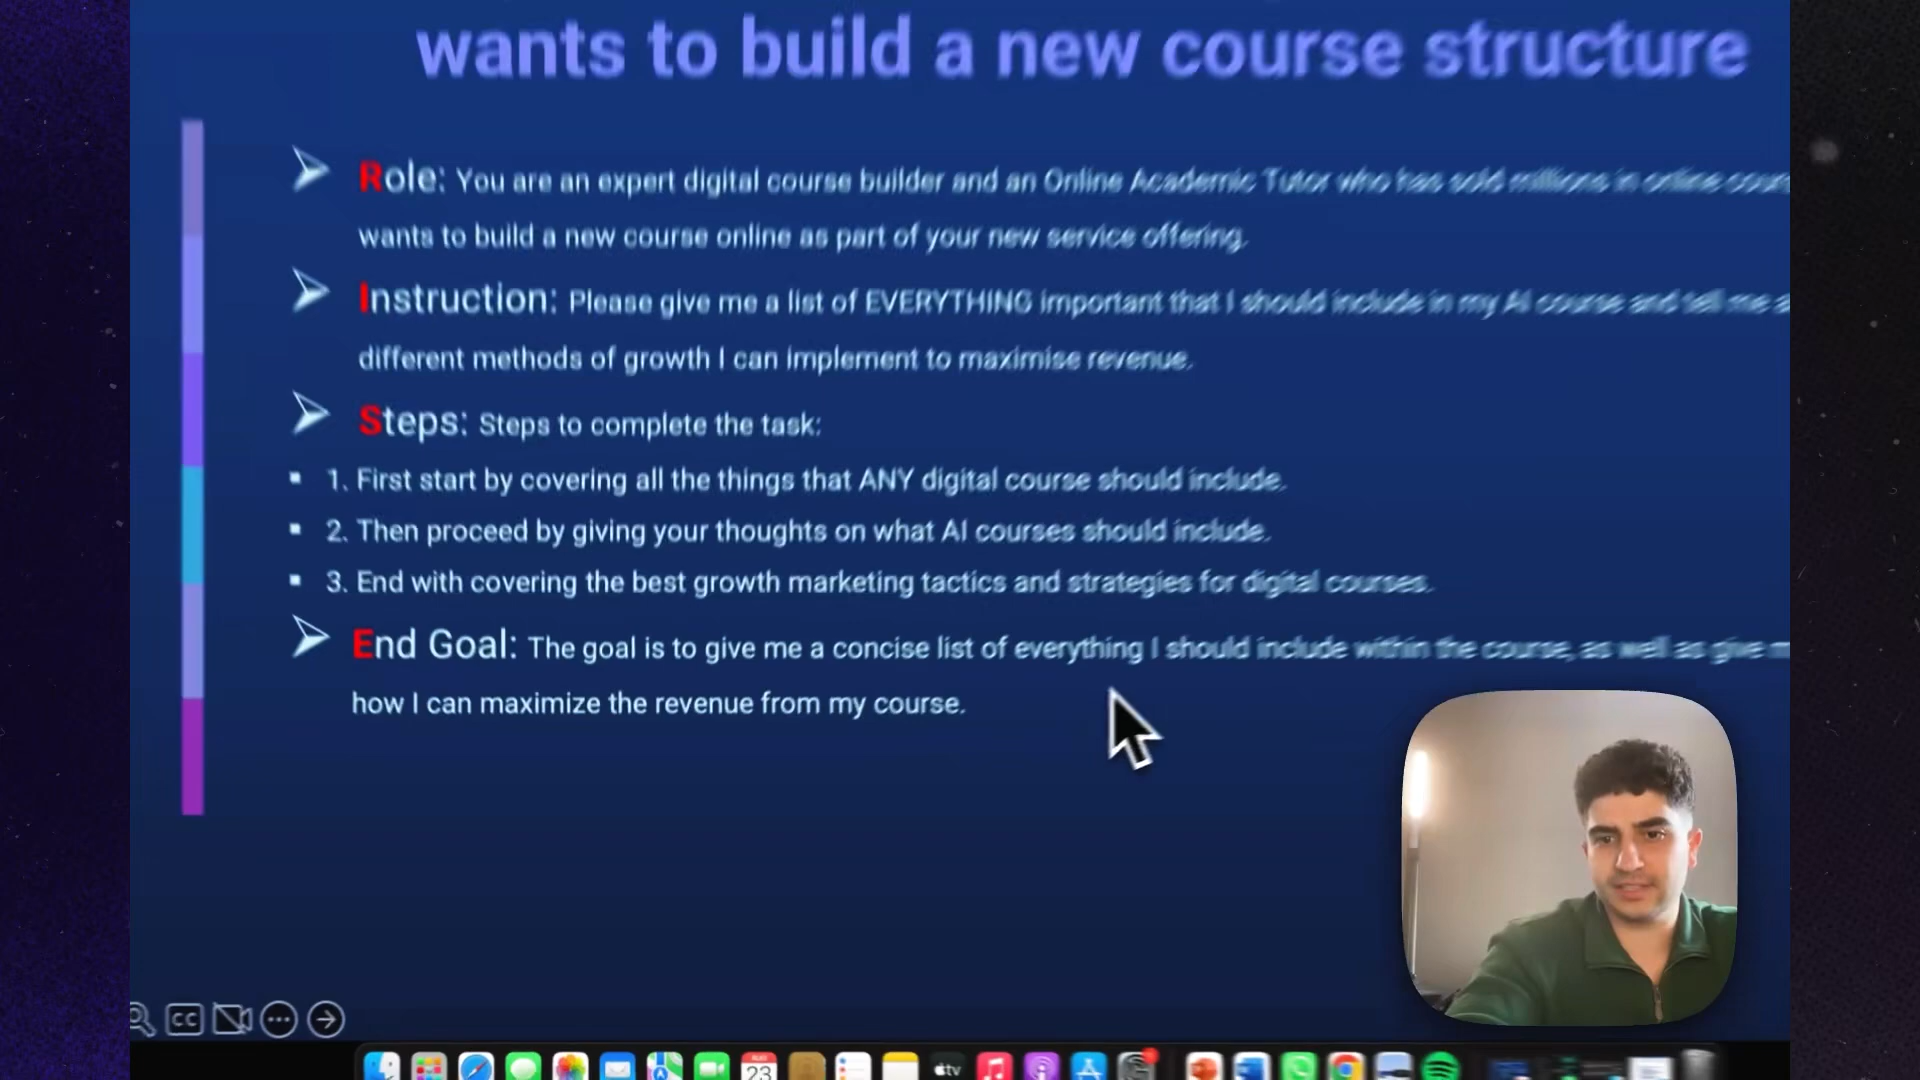 wants to build a new course structure
Role: You are an expert digital course builder and an Online Academic Tutor who has sold millions in online
wants to build a new course online as part of your new service offering.
Instruction: Please give me a list of EVERYTHING important that I should include in my AI course and tell me
different methods of growth I can implement to maximise revenue.
Steps: Steps to complete the task:
1. First start by covering all the things that ANY digital course should include.
2. Then proceed by giving your thoughts on what AI courses should include.
3. End with covering the best growth marketing tactics and strategies for digital courses.
End Goal: The goal is to give me a concise list of everything I should include within the course, as well as give
how I can maximize the revenue from my course.
CC
23
tv